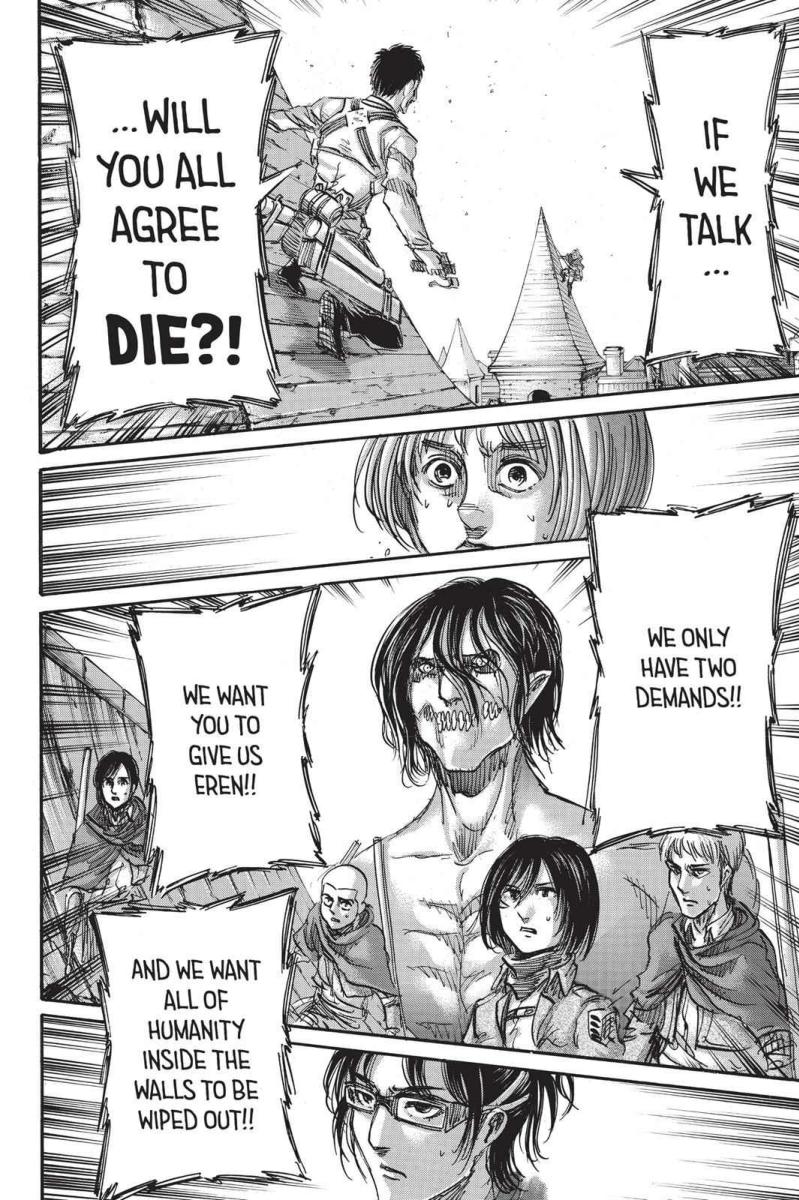 IF
WE
TALK
...
...WILL
YOU ALL
AGREE
TO
DIE?!
WE ONLY
HAVE TWO
DEMANDS!!
WE WANT
YOU TO
GIVE US
EREN!!
AND WE WANT
ALL OF
HUMANITY
INSIDE THE
WALLS TO BE
WIPED OUT!!